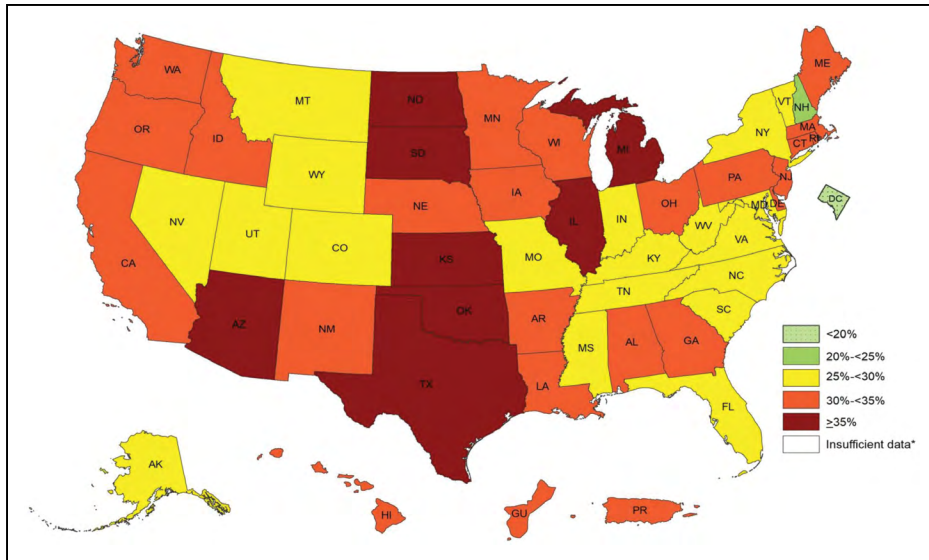 WA
OR
ID
MT
ND
SD
MN
WI
MI
WY
NE
IA
NV
UT
CO
KS
MO
IL
IN
OH
PA
NY
VT
NH
ME
MA
RI
CT
NJ
DE
MD
DC
WV
VA
KY
CA
AZ
NM
OK
AR
TN
NC
SC
TX
LA
MS
AL
GA
FL
AK
HI
GU
PR
<20%
20%-<25%
25%-<30%
30%-<35%
≥35%
Insufficient data*